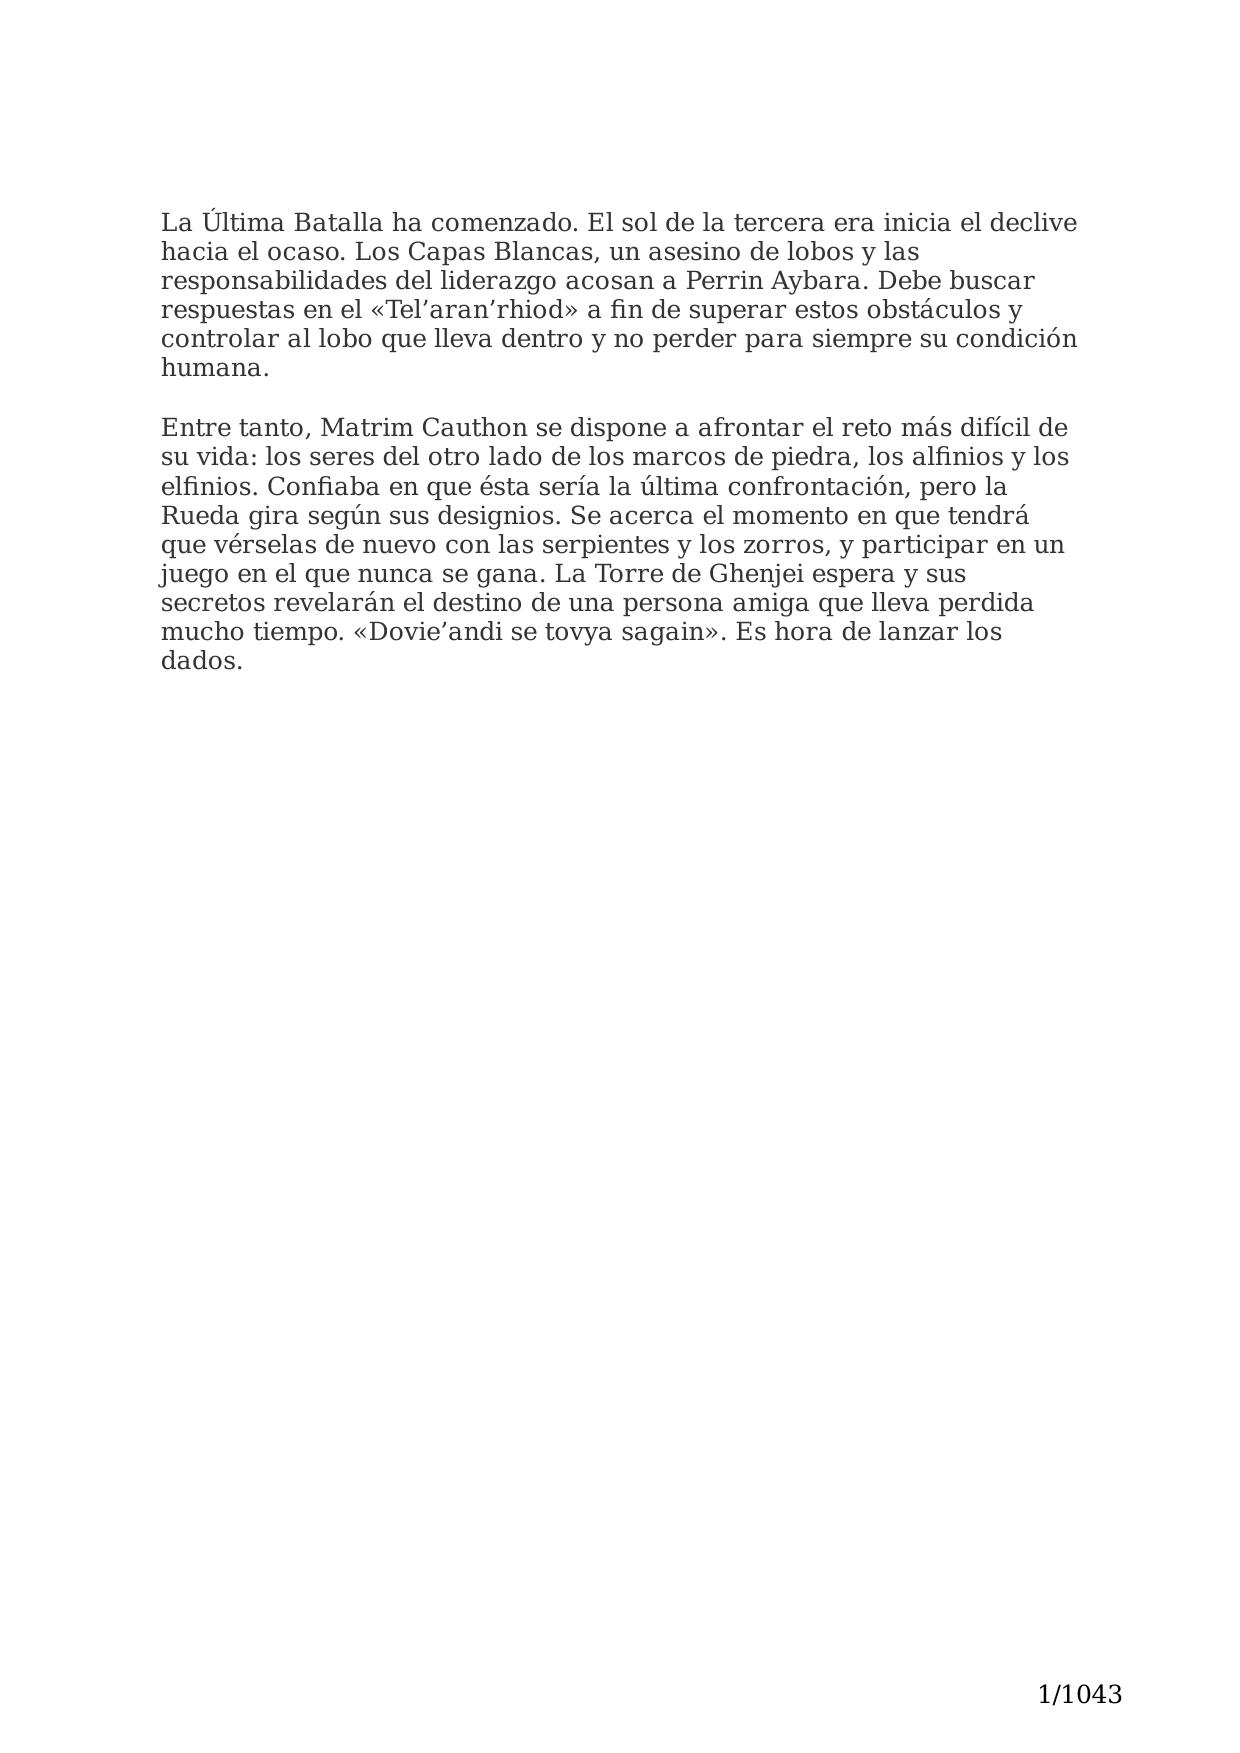 La Última Batalla ha comenzado. El sol de la tercera era inicia el declive
hacia el ocaso. Los Capas Blancas, un asesino de lobos y las
responsabilidades del liderazgo acosan a Perrin Aybara. Debe buscar
respuestas en el «Tel’aran’rhiod» a fin de superar estos obstáculos y
controlar al lobo que lleva dentro y no perder para siempre su condición
humana.
Entre tanto, Matrim Cauthon se dispone a afrontar el reto más difícil de
su vida: los seres del otro lado de los marcos de piedra, los alfinios y los
elfinios. Confiaba en que ésta sería la última confrontación, pero la
Rueda gira según sus designios. Se acerca el momento en que tendrá
que vérselas de nuevo con las serpientes y los zorros, y participar en un
juego en el que nunca se gana. La Torre de Ghenjei espera y sus
secretos revelarán el destino de una persona amiga que lleva perdida
mucho tiempo. «Dovie’andi se tovya sagain». Es hora de lanzar los
dados.
1/1043